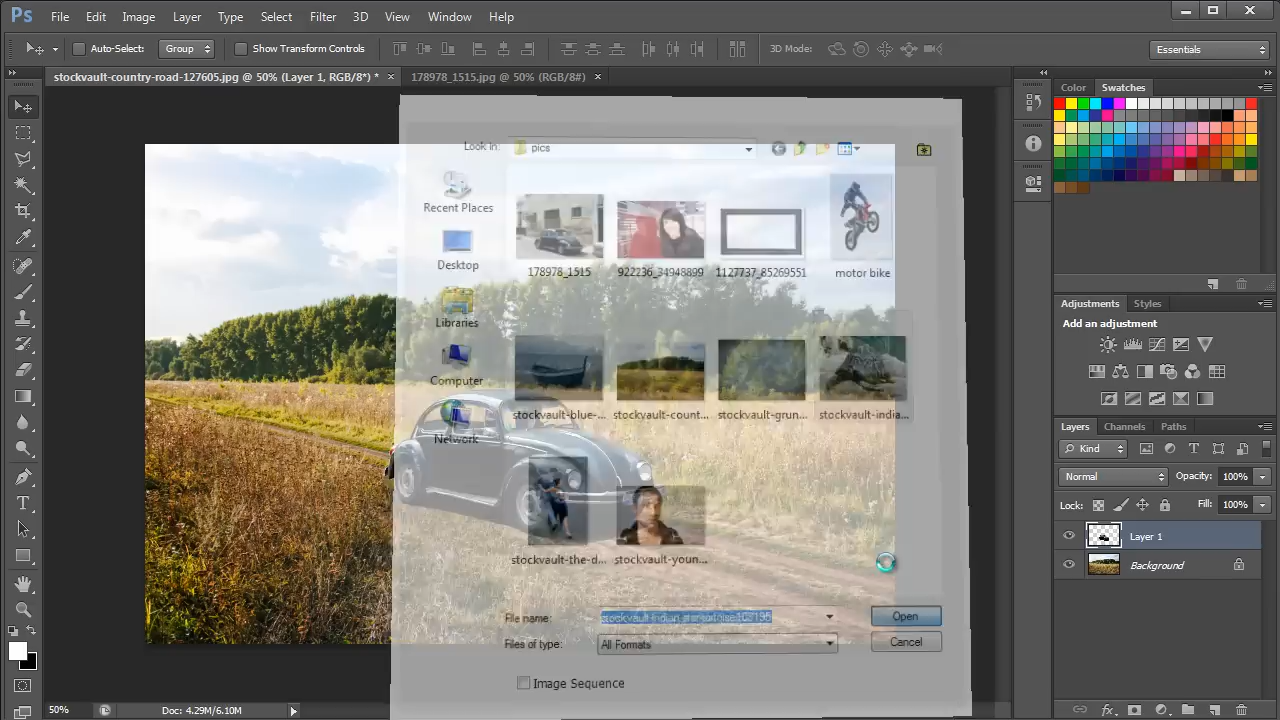 Ps File Edit Image Layer Type Select Filter 3D View Window Help
Auto-Select: Group Show Transform Controls 3D Mode: Essentials
stockvault-country-road-127605.jpg @ 50% (Layer 1, RGB/8*) * × 178978_1515.jpg @ 50% (RGB/8#) ×
Color Swatches
Look in: pics
Recent Places
Desktop
178978_1515 922236_34948899 1127737_85269551 motor bike
Libraries
Computer
stockvault-blue-... stockvault-count... stockvault-grun... stockvault-india...
Network
stockvault-the-d... stockvault-youn...
File name: Open
Files of type: All Formats Cancel
Image Sequence
Adjustments Styles
Add an adjustment
Layers Channels Paths
Kind
Normal Opacity: 100%
Lock: Fill: 100%
Layer 1
Background
50% Doc: 4.29M/6.10M